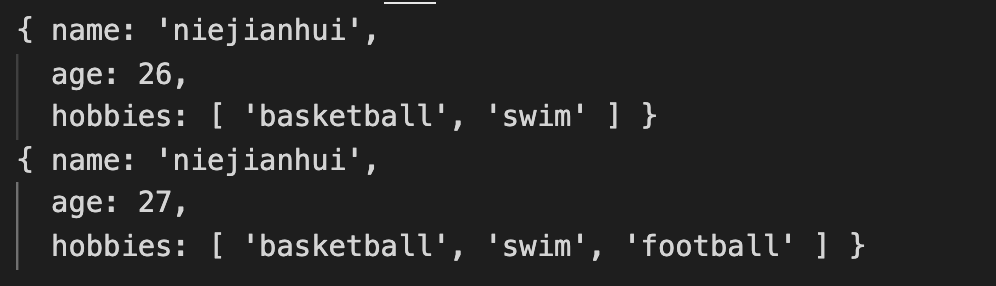 { name: 'niejianhui',
age: 26,
hobbies: [ 'basketball', 'swim' ] }
{ name: 'niejianhui',
age: 27,
hobbies: [ 'basketball', 'swim', 'football' ] }